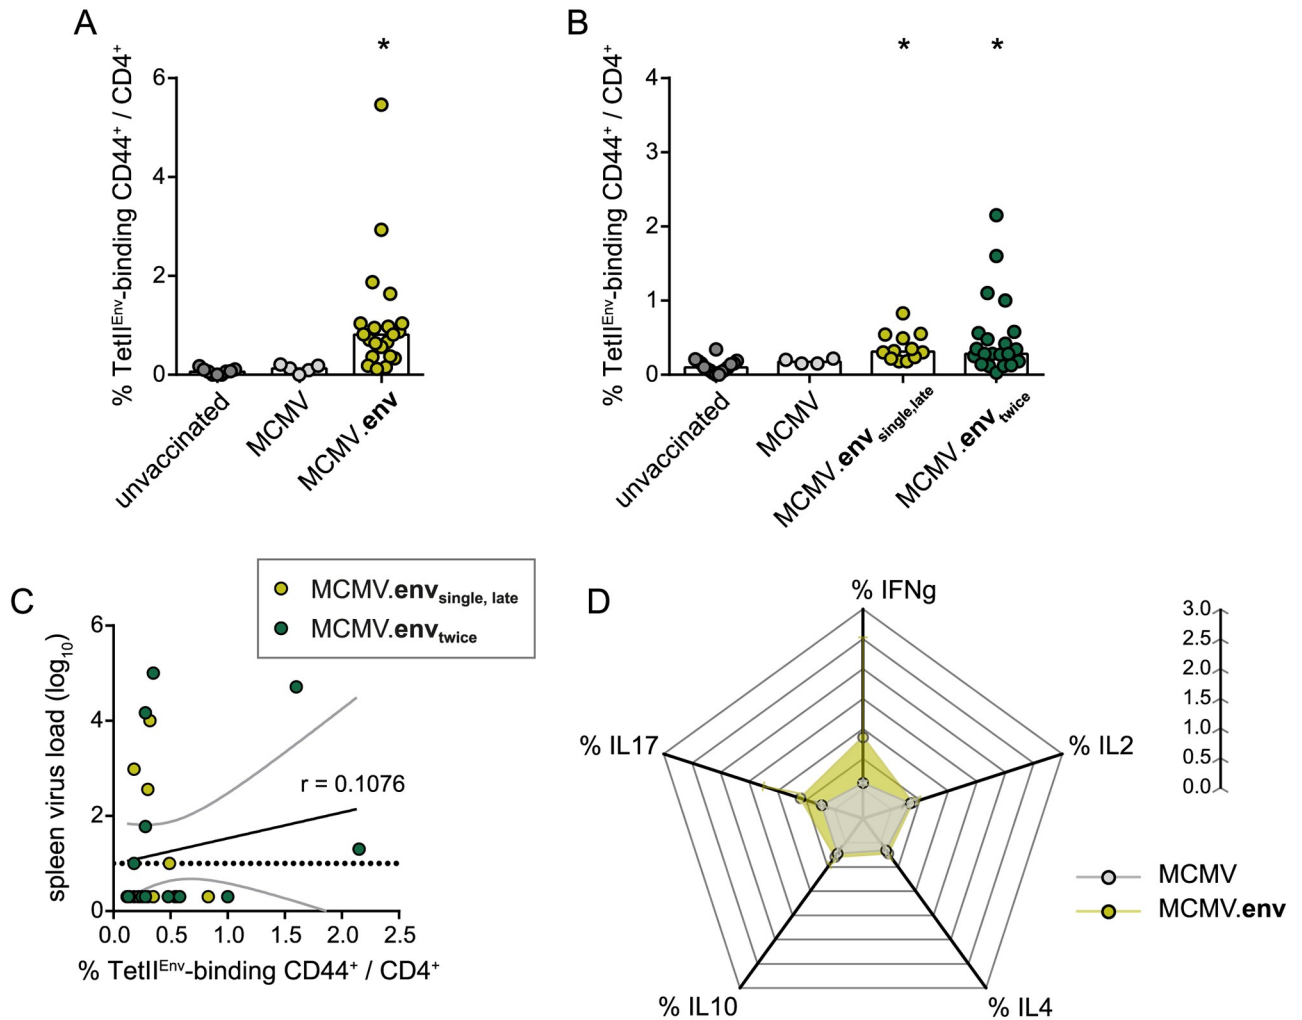 A
*
% TetII^Env-binding CD44⁺ / CD4⁺
6
4
2
0
unvaccinated
MCMV
MCMV.env
B
* *
% TetII^Env-binding CD44⁺ / CD4⁺
4
3
2
1
0
unvaccinated
MCMV
MCMV.env single,late
MCMV.env twice
C
MCMV.env single, late
MCMV.env twice
spleen virus load (log₁₀)
6
4
2
0
r = 0.1076
0.0 0.5 1.0 1.5 2.0 2.5
% TetII^Env-binding CD44⁺ / CD4⁺
D
% IFNg
% IL2
% IL4
% IL10
% IL17
3.0
2.5
2.0
1.5
1.0
0.5
0.0
MCMV
MCMV.env